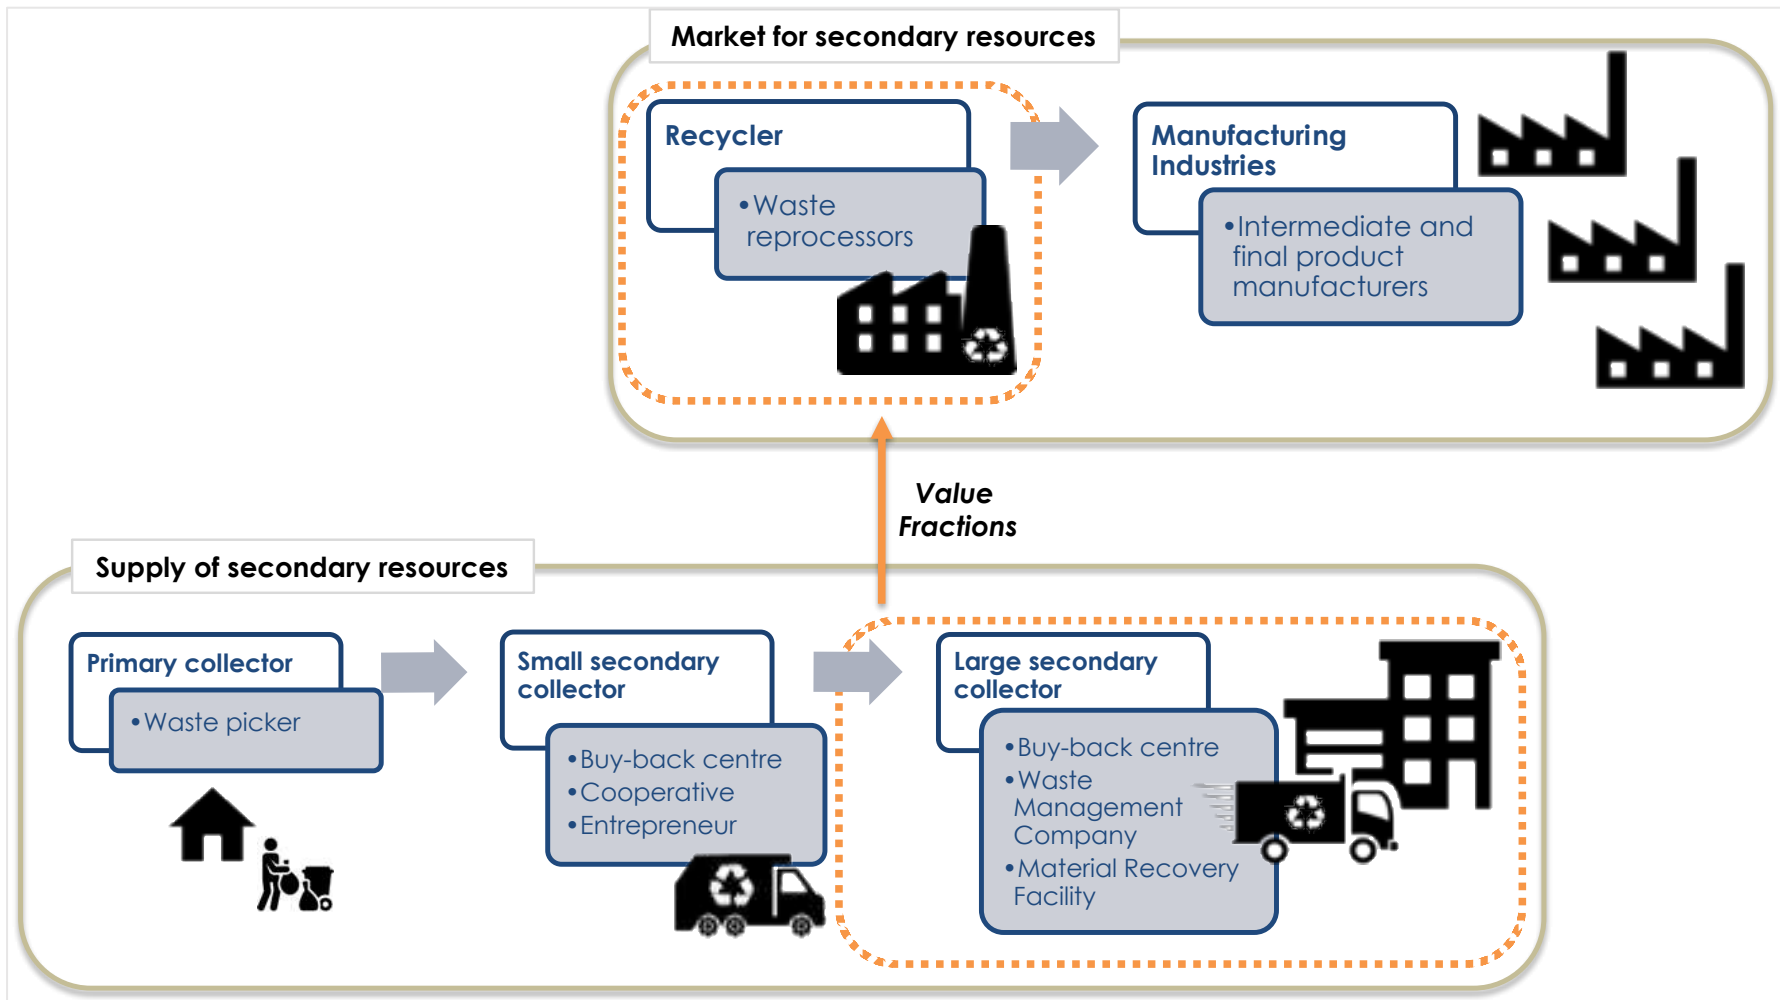 Market for secondary resources
Recycler
•Waste
reprocessors
Manufacturing
Industries
•Intermediate and
final product
manufacturers
Value
Fractions
Supply of secondary resources
Primary collector
•Waste picker
Small secondary
collector
•Buy-back centre
•Cooperative
•Entrepreneur
Large secondary
collector
•Buy-back centre
•Waste
Management
Company
•Material Recovery
Facility